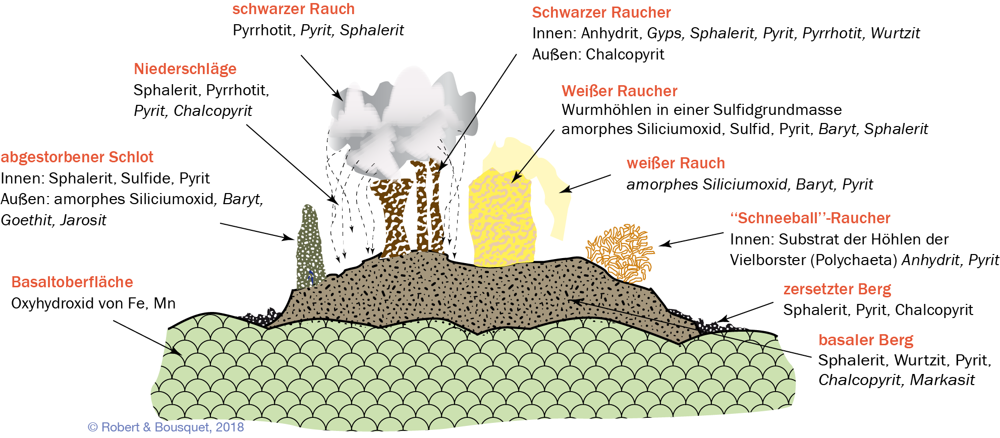 schwarzer Rauch
Pyrrhotit, Pyrit, Sphalerit
Schwarzer Raucher
Innen: Anhydrit, Gyps, Sphalerit, Pyrit, Pyrrhotit, Wurtzit
Außen: Chalcopyrit
Niederschläge
Sphalerit, Pyrrhotit,
Pyrit, Chalcopyrit
Weißer Raucher
Wurmhöhlen in einer Sulfidgrundmasse
amorphes Siliciumoxid, Sulfid, Pyrit, Baryt, Sphalerit
abgestorbener Schlot
Innen: Sphalerit, Sulfide, Pyrit
Außen: amorphes Siliciumoxid, Baryt,
Goethit, Jarosit
weißer Rauch
amorphes Siliciumoxid, Baryt, Pyrit
‘‘Schneeball’’-Raucher
Innen: Substrat der Höhlen der
Vielborster (Polychaeta) Anhydrit, Pyrit
Basaltoberfläche
Oxyhydroxid von Fe, Mn
zersetzter Berg
Sphalerit, Pyrit, Chalcopyrit
basaler Berg
Sphalerit, Wurtzit, Pyrit,
Chalcopyrit, Markasit
© Robert & Bousquet, 2018